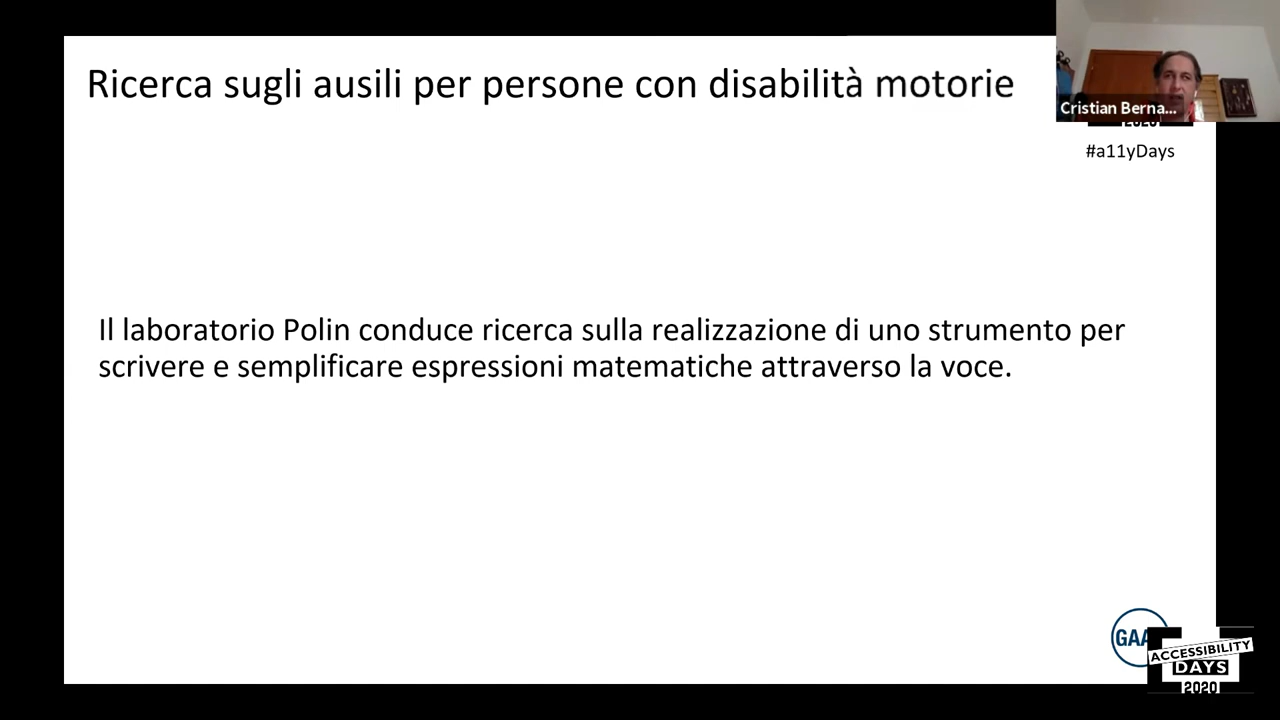 Ricerca sugli ausili per persone con disabilità motorie
Cristian Berna...
2020
#a11yDays
Il laboratorio Polin conduce ricerca sulla realizzazione di uno strumento per
scrivere e semplificare espressioni matematiche attraverso la voce.
ACCESSIBILITY
DAYS
2020